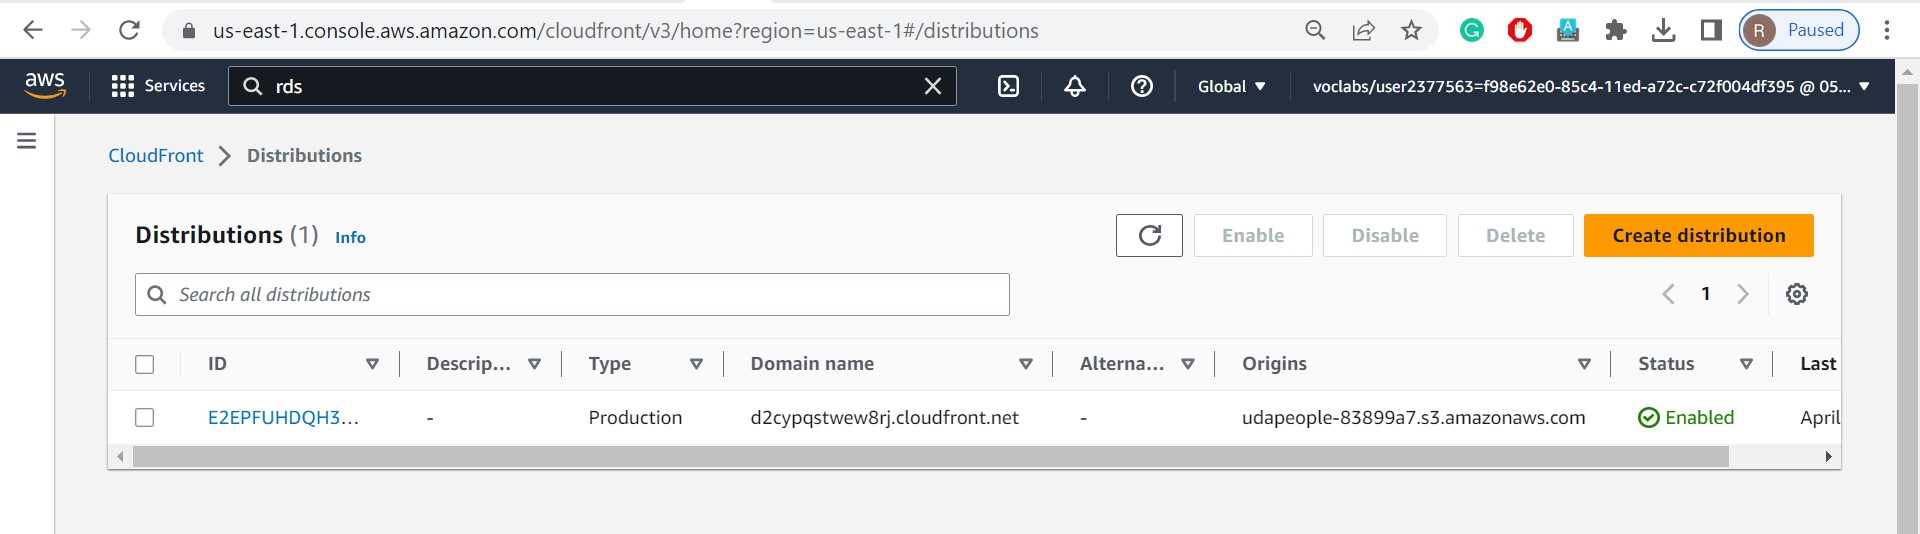 us-east-1.console.aws.amazon.com/cloudfront/v3/home?region=us-east-1#/distributions
R Paused
aws Services rds Global voclabs/user2377563=f98e62e0-85c4-11ed-a72c-c72f004df395 @ 05...
CloudFront Distributions
Distributions (1) Info Enable Disable Delete Create distribution
Search all distributions 1
ID Descrip... Type Domain name Alterna... Origins Status Last
E2EPFUHDQH3... - Production d2cypqstwew8rj.cloudfront.net - udapeople-83899a7.s3.amazonaws.com Enabled April